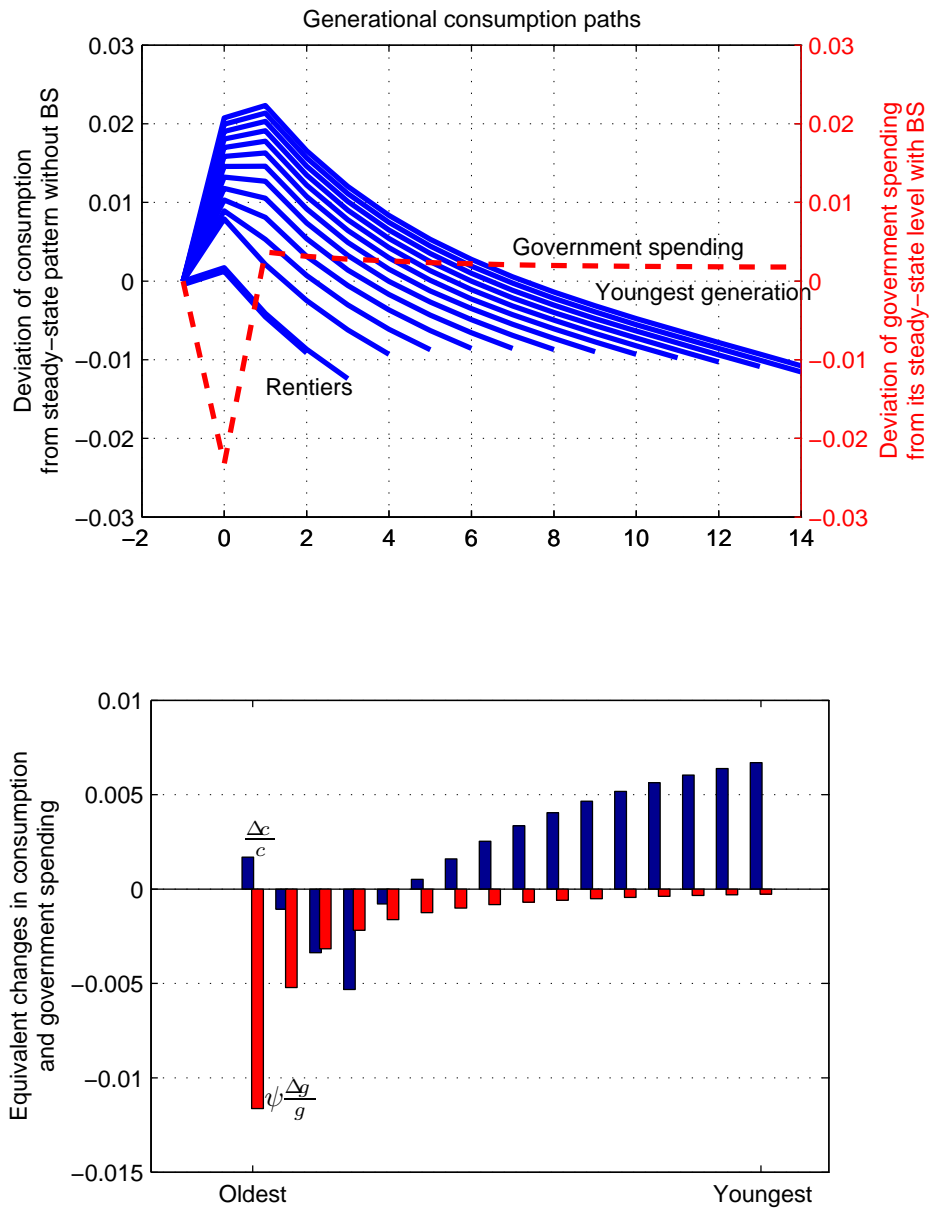 Generational consumption paths
0.03
0.02
0.01
0
−0.01
−0.02
−0.03
Deviation of consumption
from steady−state pattern without BS
0.03
0.02
0.01
0
−0.01
−0.02
−0.03
Deviation of government spending
from its steady−state level with BS
Government spending
Youngest generation
Rentiers
−2 0 2 4 6 8 10 12 14
0.01
0.005
0
−0.005
−0.01
−0.015
Equivalent changes in consumption
and government spending
Δc
c
ψ Δg
g
Oldest Youngest